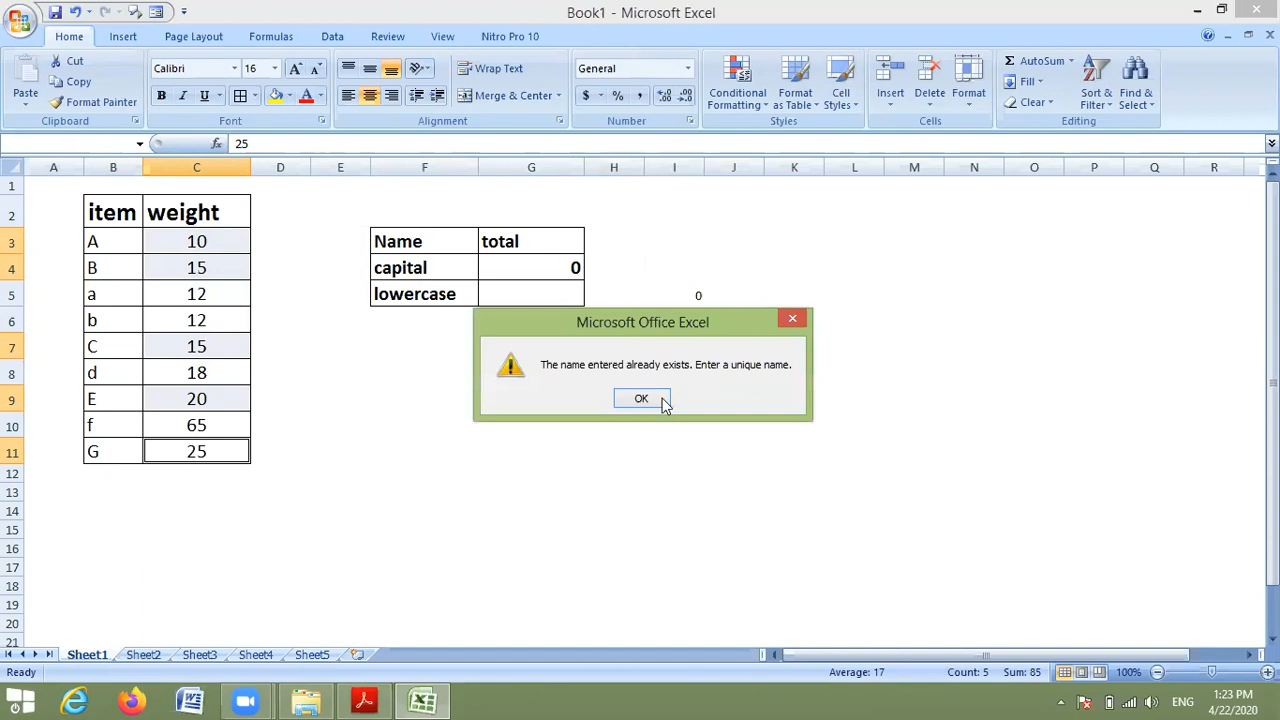 Book1 - Microsoft Excel
Home Insert Page Layout Formulas Data Review View Nitro Pro 10
Paste Cut Copy Format Painter Clipboard
Calibri 16 B I U A A A Font
Wrap Text Merge & Center Alignment
General $ % , .0 .00 .00 .0 Number
Conditional Formatting Format as Table Cell Styles Styles
Insert Delete Format Cells
Σ AutoSum Fill Clear Sort & Filter Find & Select Editing
fx 25
A B C D E F G H I J K L M N O P Q R
1
2 item weight
3 A 10 Name total
4 B 15 capital 0
5 a 12 lowercase 0
6 b 12
7 C 15
8 d 18
9 E 20
10 f 65
11 G 25
12
13
14
15
16
17
18
19
20
21
Microsoft Office Excel
The name entered already exists. Enter a unique name.
OK
Sheet1 Sheet2 Sheet3 Sheet4 Sheet5
Ready Average: 17 Count: 5 Sum: 85 100%
ENG 1:23 PM
4/22/2020